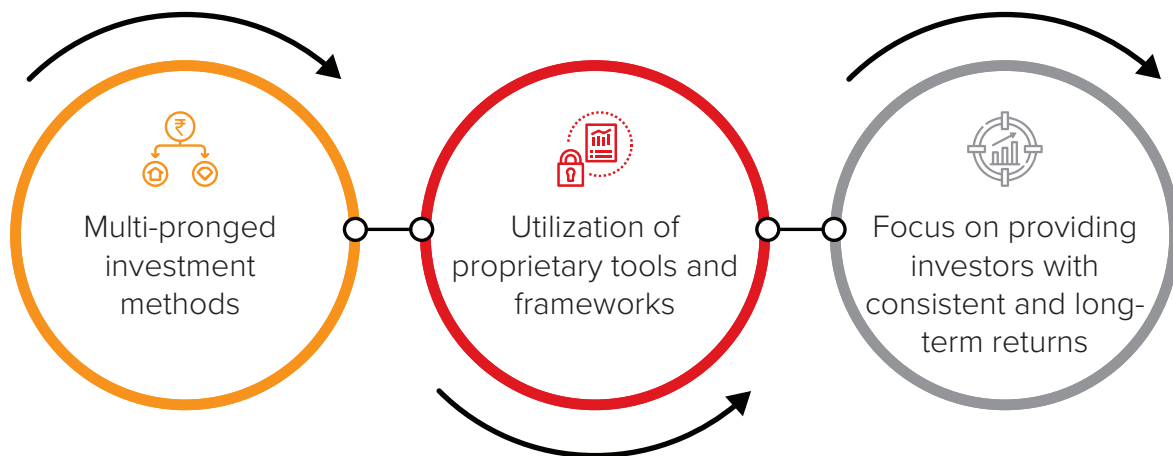 ₹
Multi-pronged
investment
methods
Utilization of
proprietary tools and
frameworks
Focus on providing
investors with
consistent and long-
term returns